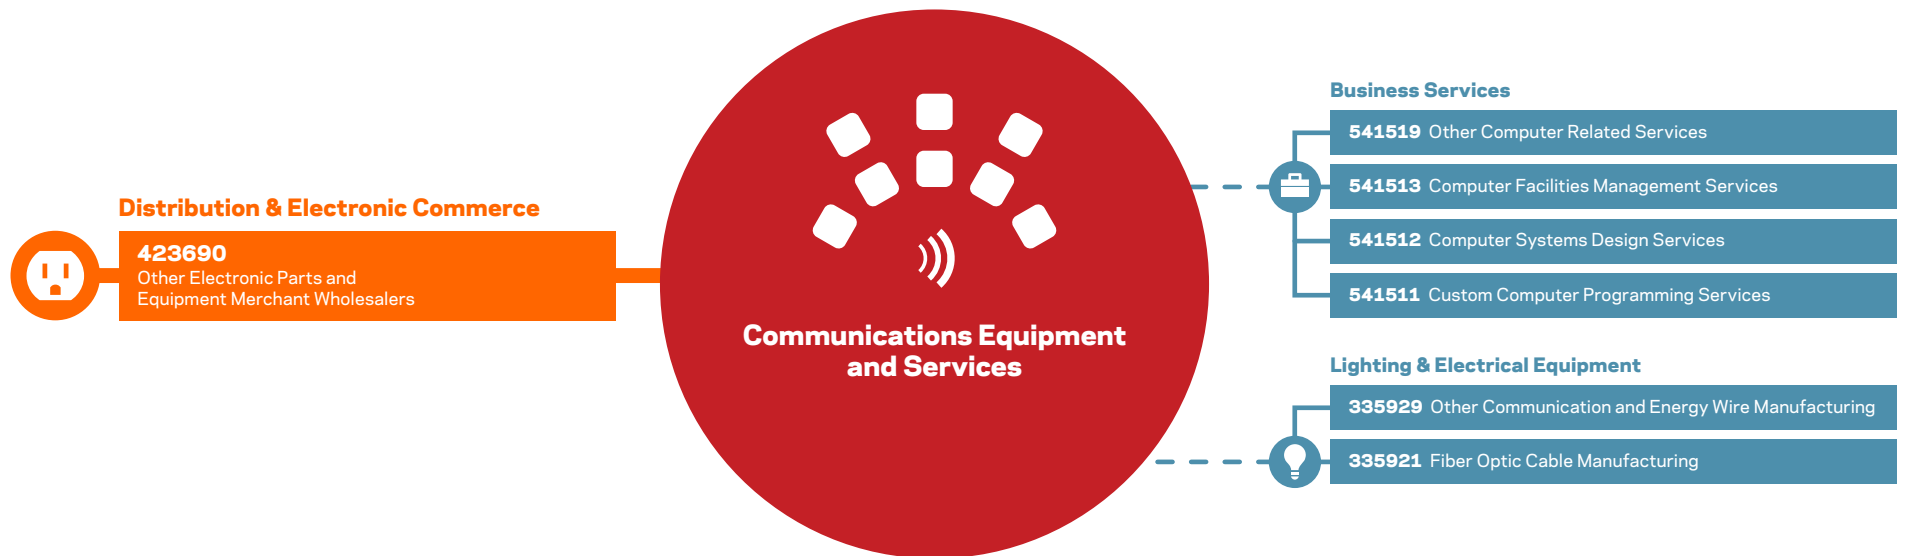 Distribution & Electronic Commerce
423690
Other Electronic Parts and
Equipment Merchant Wholesalers
Communications Equipment
and Services
Business Services
541519 Other Computer Related Services
541513 Computer Facilities Management Services
541512 Computer Systems Design Services
541511 Custom Computer Programming Services
Lighting & Electrical Equipment
335929 Other Communication and Energy Wire Manufacturing
335921 Fiber Optic Cable Manufacturing